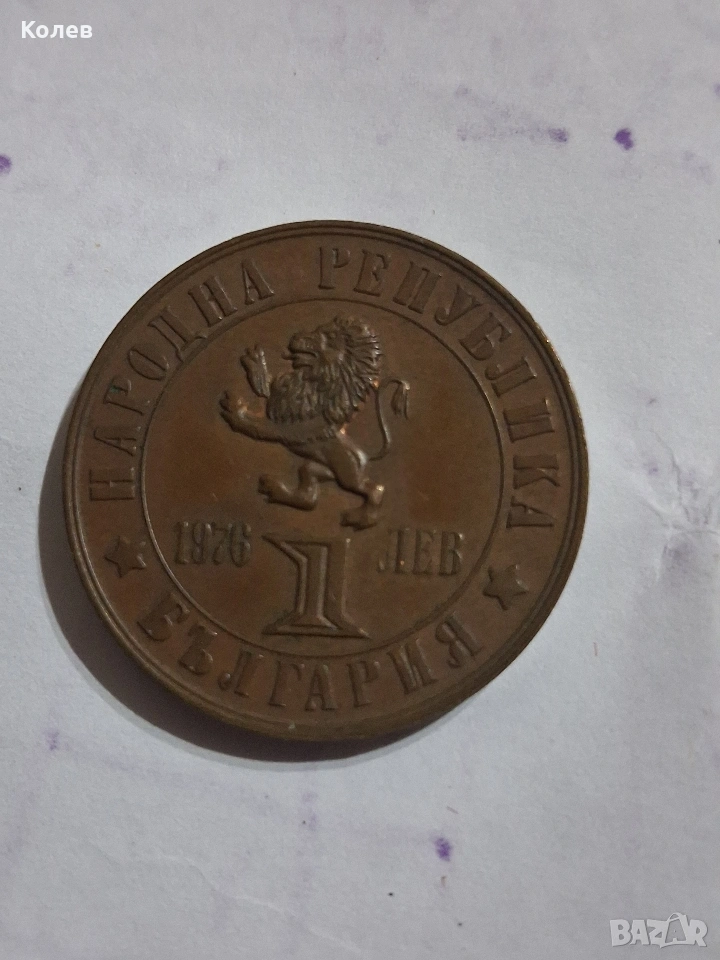 Колев
НАРОДНА РЕПУБЛИКА
1976 1 ЛЕВ
БЪЛГАРИЯ
BAZAR